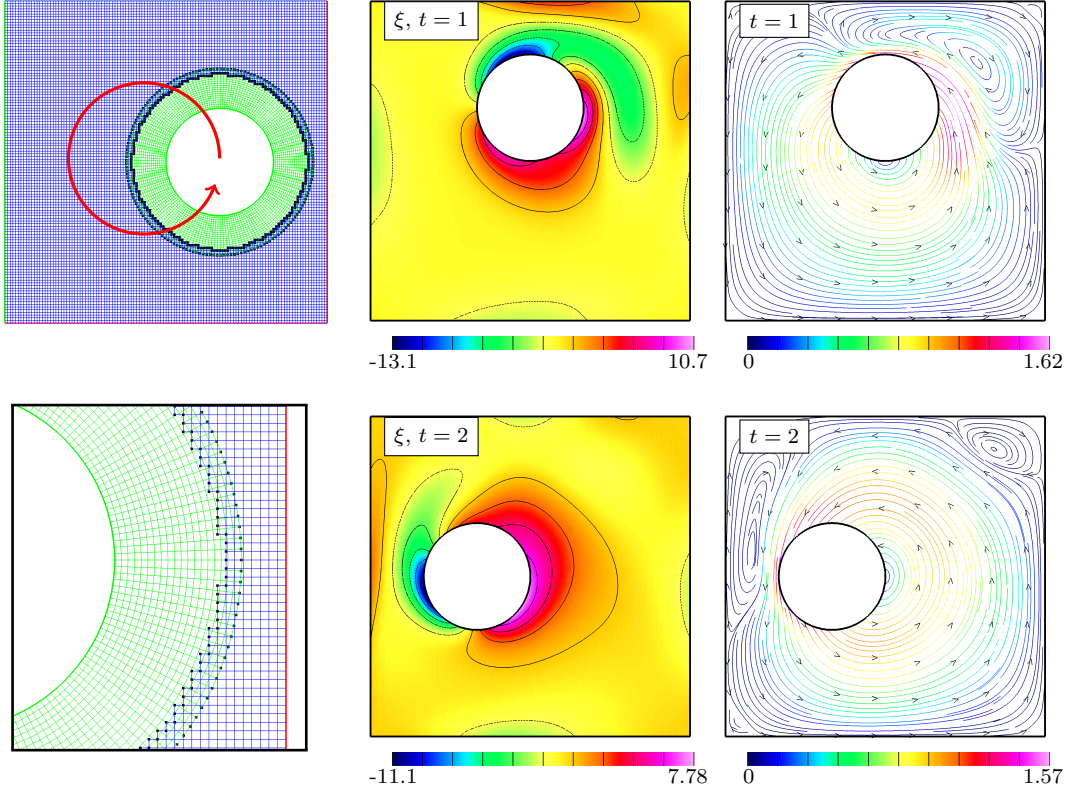 ξ, t = 1
t = 1
-13.1
10.7
0
1.62
ξ, t = 2
t = 2
-11.1
7.78
0
1.57